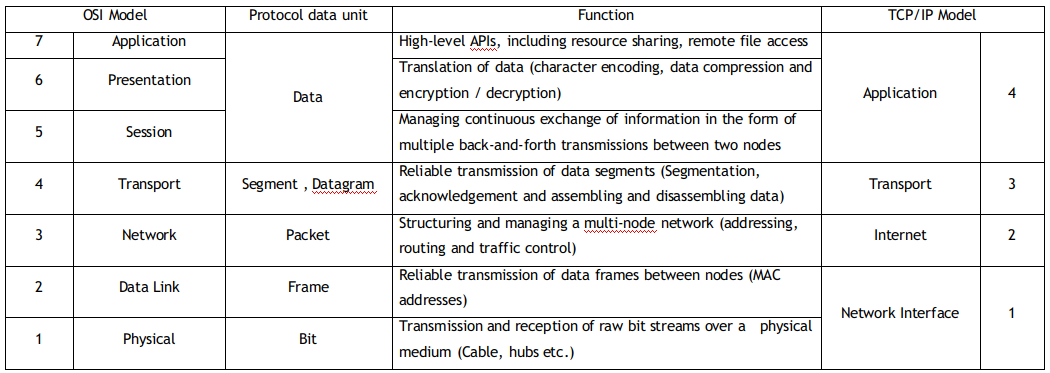 OSI Model Protocol data unit Function TCP/IP Model
7 Application High-level APIs, including resource sharing, remote file access
6 Presentation Translation of data (character encoding, data compression and
encryption / decryption)
Data
Application 4
5 Session Managing continuous exchange of information in the form of
multiple back-and-forth transmissions between two nodes
4 Transport Segment , Datagram Reliable transmission of data segments (Segmentation,
acknowledgement and assembling and disassembling data)
Transport 3
3 Network Packet Structuring and managing a multi-node network (addressing,
routing and traffic control)
Internet 2
2 Data Link Frame Reliable transmission of data frames between nodes (MAC
addresses)
Network Interface 1
1 Physical Bit Transmission and reception of raw bit streams over a physical
medium (Cable, hubs etc.)